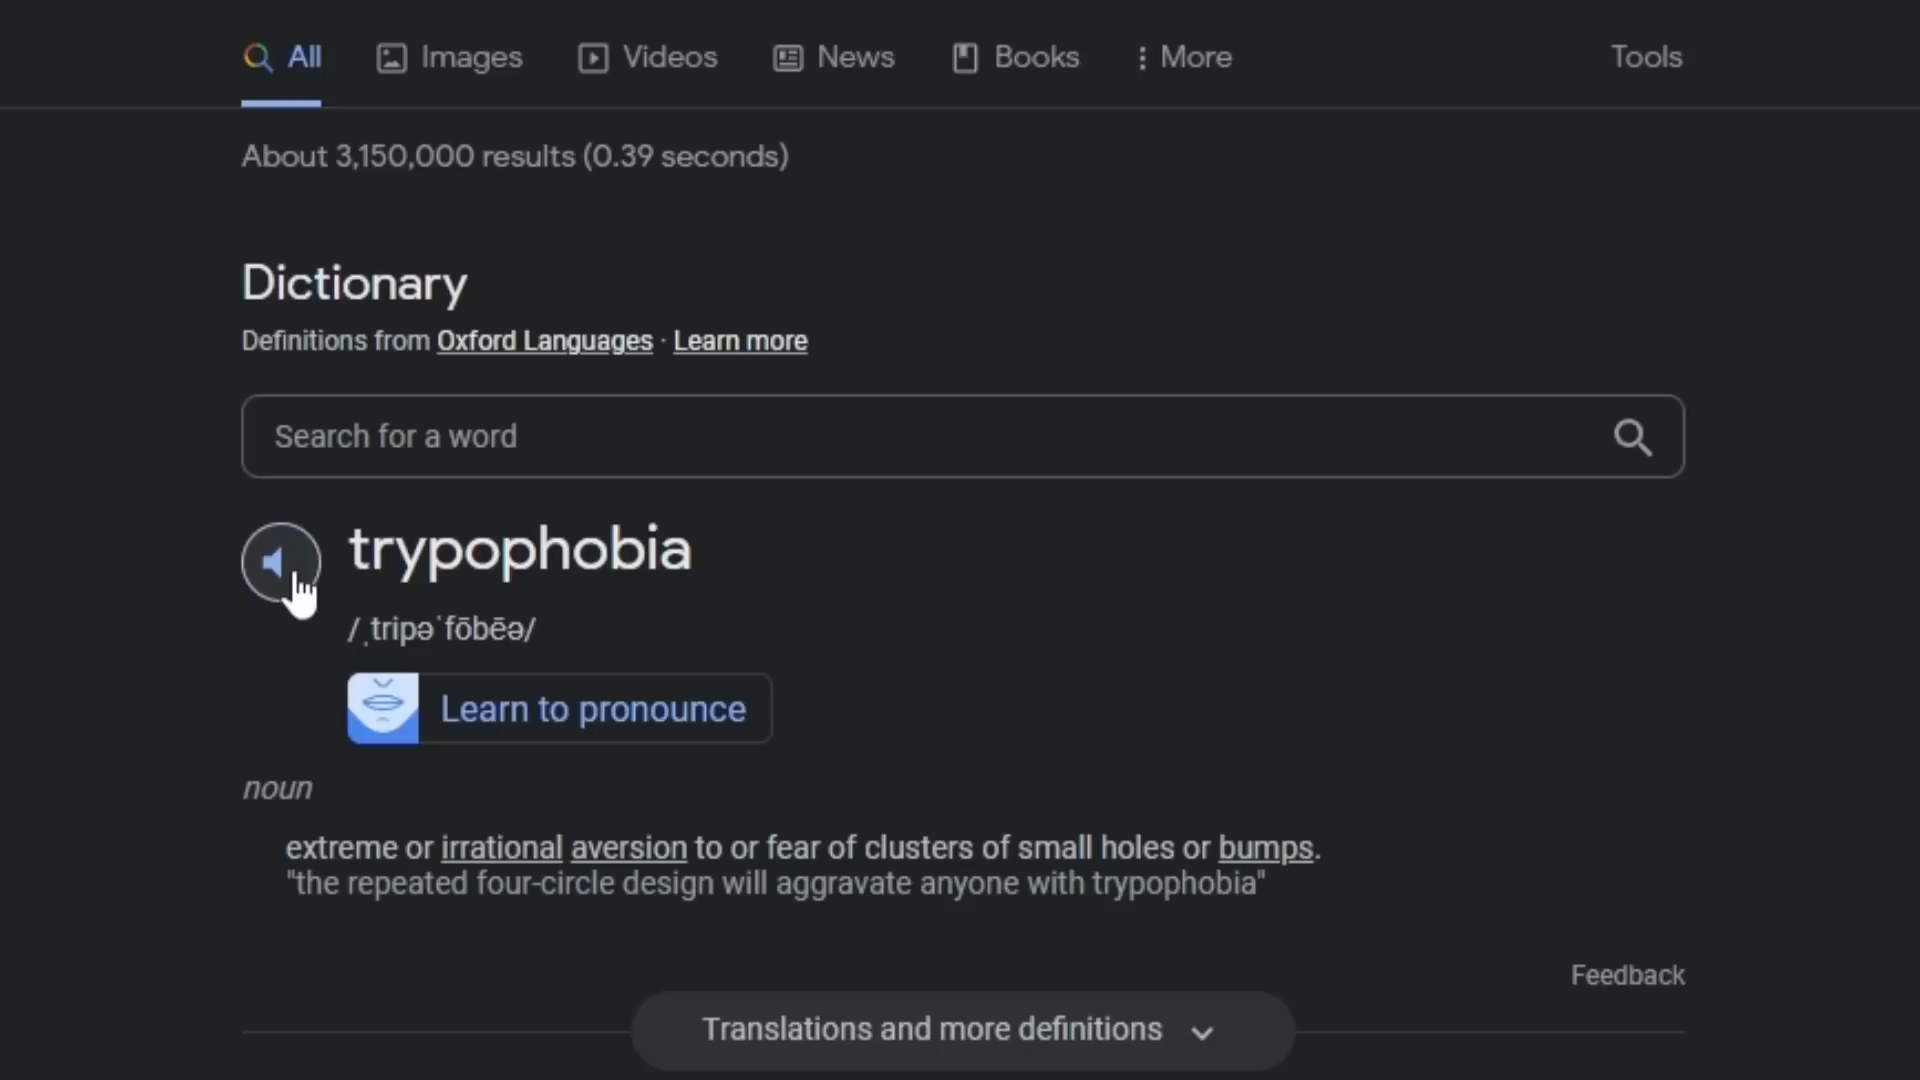 All Images Videos News Books More Tools
About 3,150,000 results (0.39 seconds)
Dictionary
Definitions from Oxford Languages · Learn more
Search for a word
trypophobia
/ˌtripəˈfōbēə/
Learn to pronounce
noun
extreme or irrational aversion to or fear of clusters of small holes or bumps.
"the repeated four-circle design will aggravate anyone with trypophobia"
Feedback
Translations and more definitions